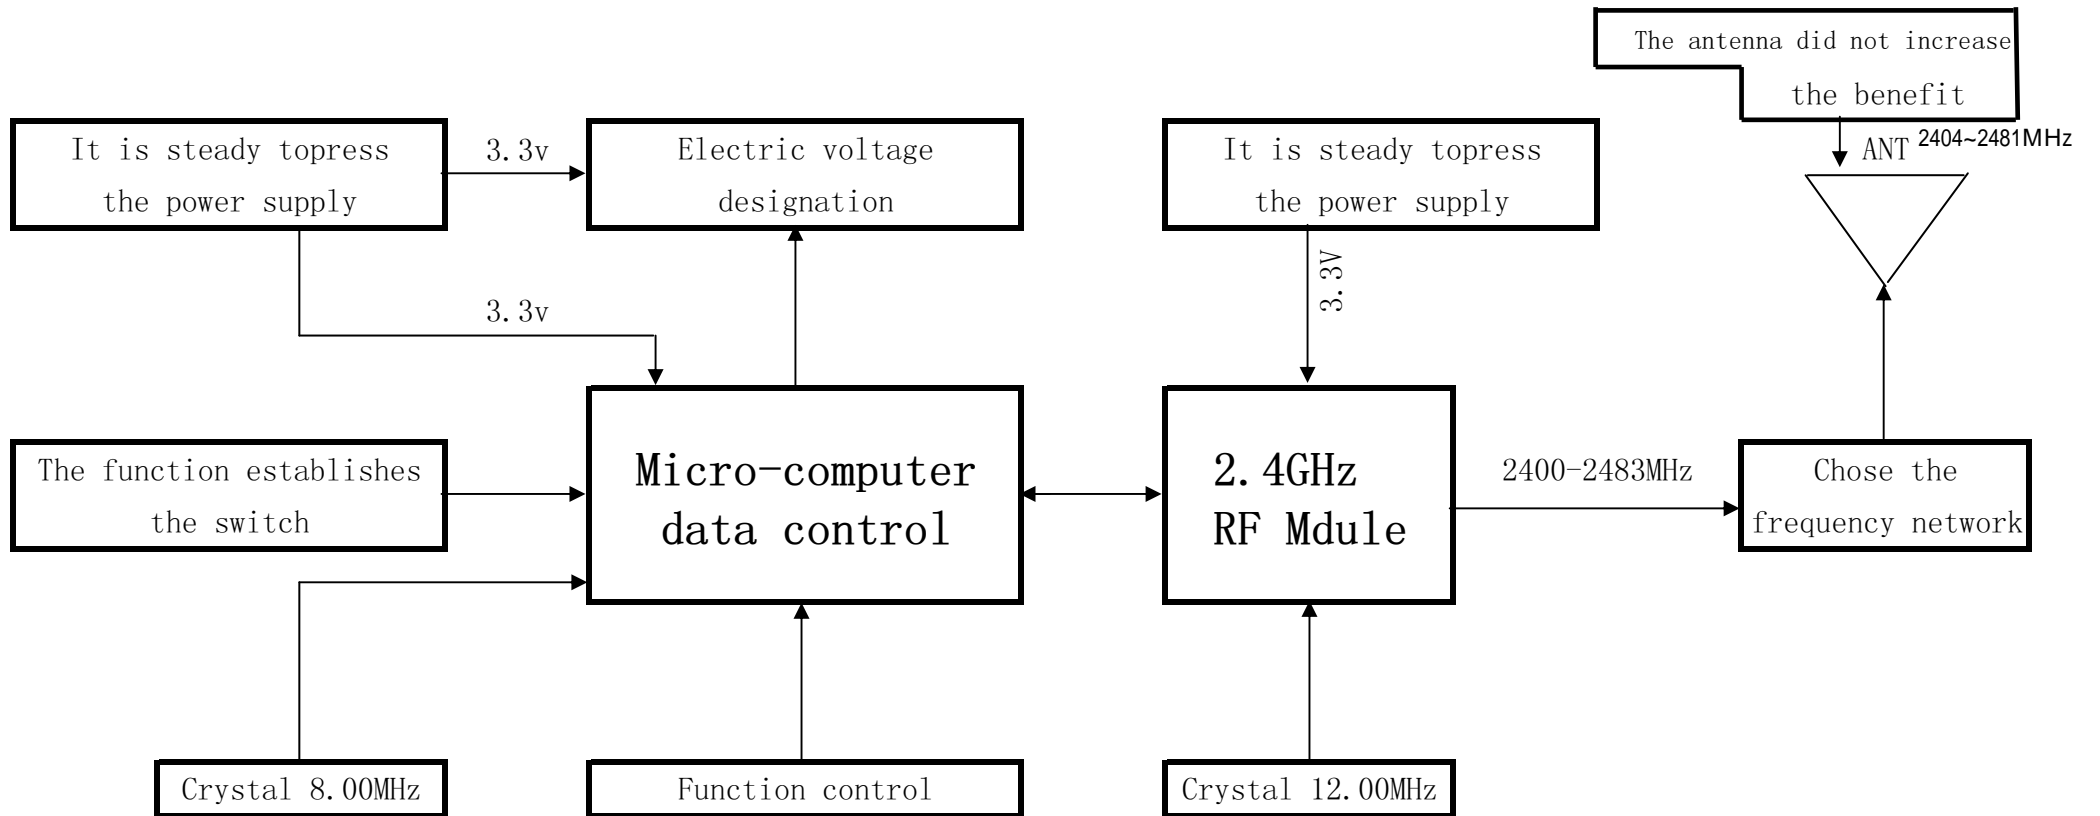 The antenna did not increase
the benefit
ANT 2404~2481MHz
It is steady topress
the power supply
3.3v
Electric voltage
designation
It is steady topress
the power supply
3.3v
3.3V
Micro-computer
data control
2.4GHz
RF Mdule
The function establishes
the switch
2400-2483MHz
Chose the
frequency network
Crystal 8.00MHz
Function control
Crystal 12.00MHz